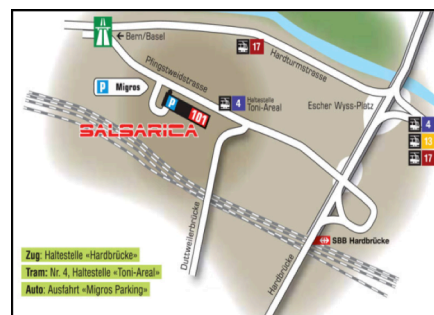 ← Bern/Basel
17
Hardturmstrasse
Pfingstweidstrasse
P Migros
P
101
SALSARICA
4 Haltestelle
Toni-Areal
Escher Wyss-Platz
4
13
17
Duttweilerbrücke
SBB Hardbrücke
Hardbrücke
Zug: Haltestelle «Hardbrücke»
Tram: Nr. 4, Haltestelle «Toni-Areal»
Auto: Ausfahrt «Migros Parking»